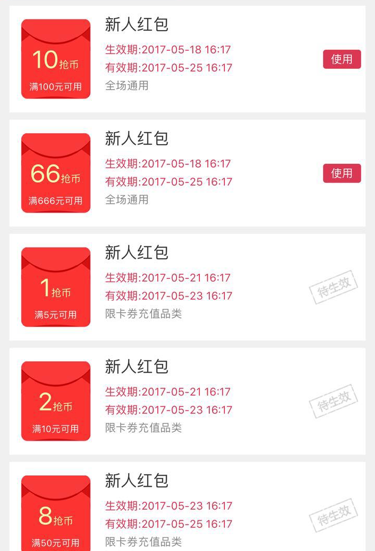 新人红包
生效期:2017-05-18 16:17
10抢币
使用
有效期:2017-05-25 16:17
满100元可用
全场通用
新人红包
生效期:2017-05-18 16:17
66抢币
使用
有效期:2017-05-25 16:17
满666元可用
全场通用
新人红包
生效期:2017-05-21 16:17
1抢币
待生效
有效期:2017-05-23 16:17
满5元可用
限卡券充值品类
新人红包
生效期:2017-05-21 16:17
2抢币
待生效
有效期:2017-05-23 16:17
满10元可用
限卡券充值品类
新人红包
生效期:2017-05-23 16:17
8抢币
待生效
有效期:2017-05-25 16:17
满50元可用
限卡券充值品类